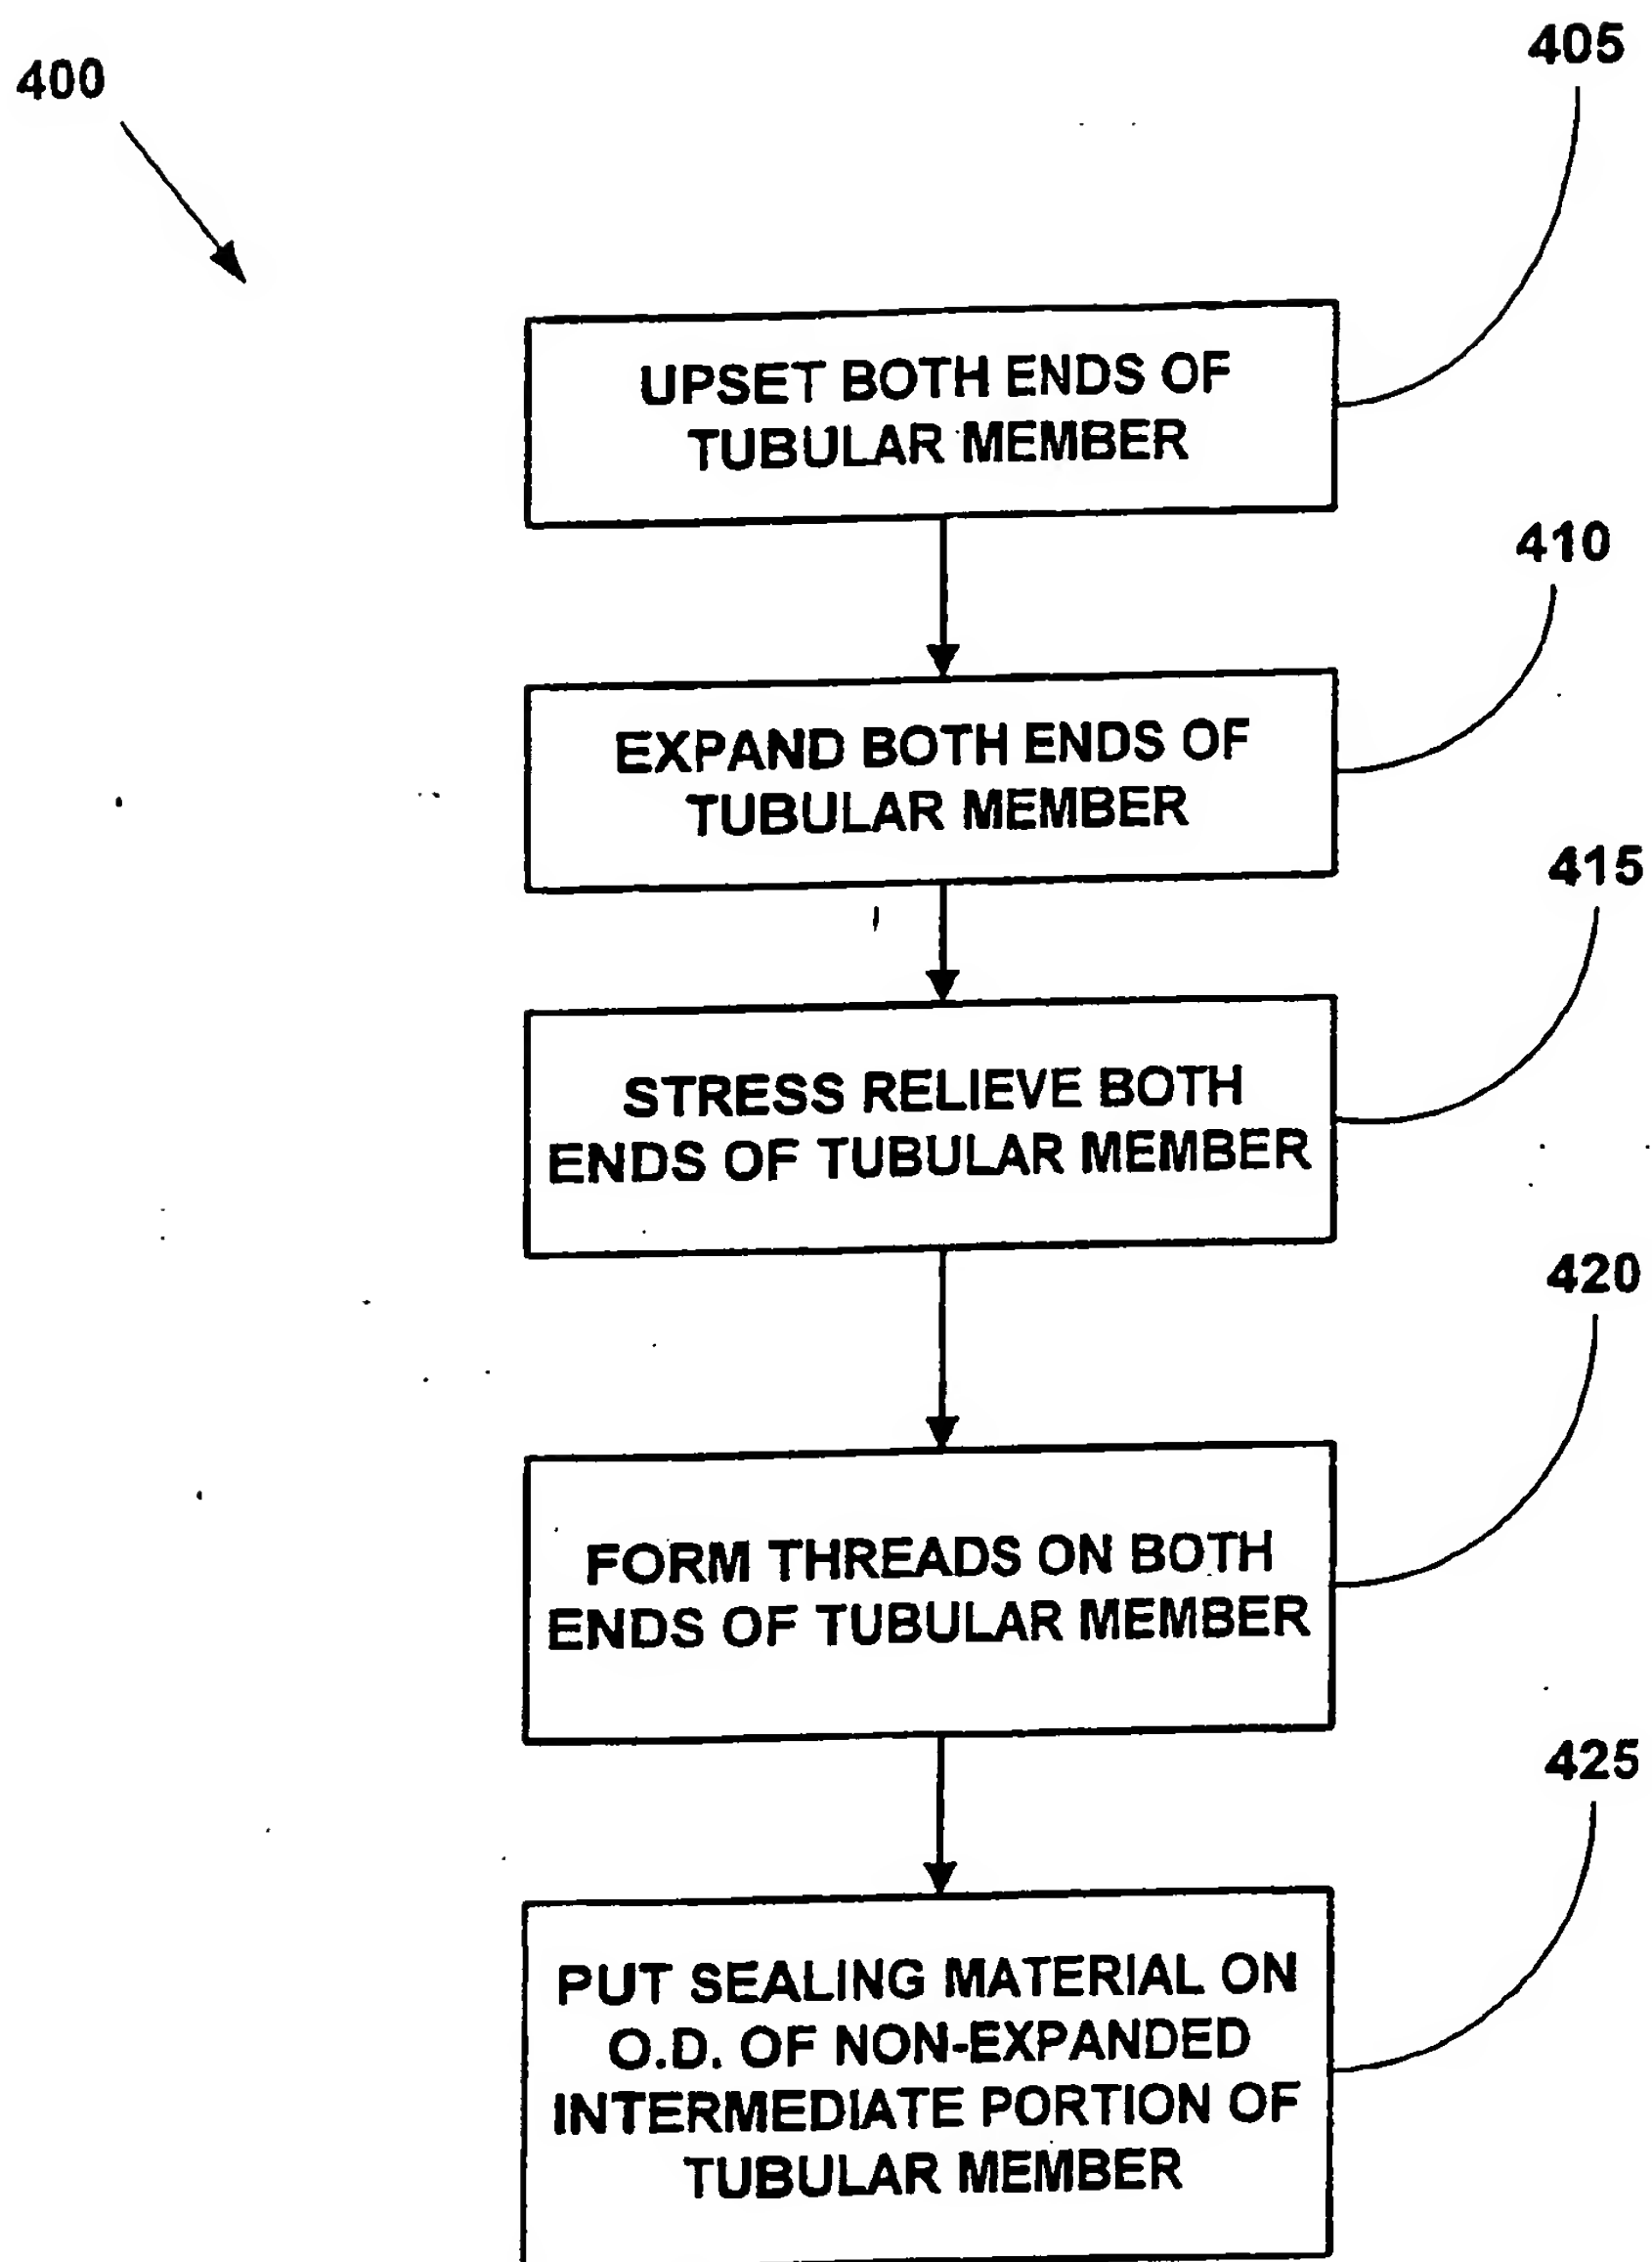 400
405
UPSET BOTH ENDS OF
TUBULAR MEMBER
410
EXPAND BOTH ENDS OF
TUBULAR MEMBER
415
STRESS RELIEVE BOTH
ENDS OF TUBULAR MEMBER
420
FORM THREADS ON BOTH
ENDS OF TUBULAR MEMBER
425
PUT SEALING MATERIAL ON
O.D. OF NON-EXPANDED
INTERMEDIATE PORTION OF
TUBULAR MEMBER